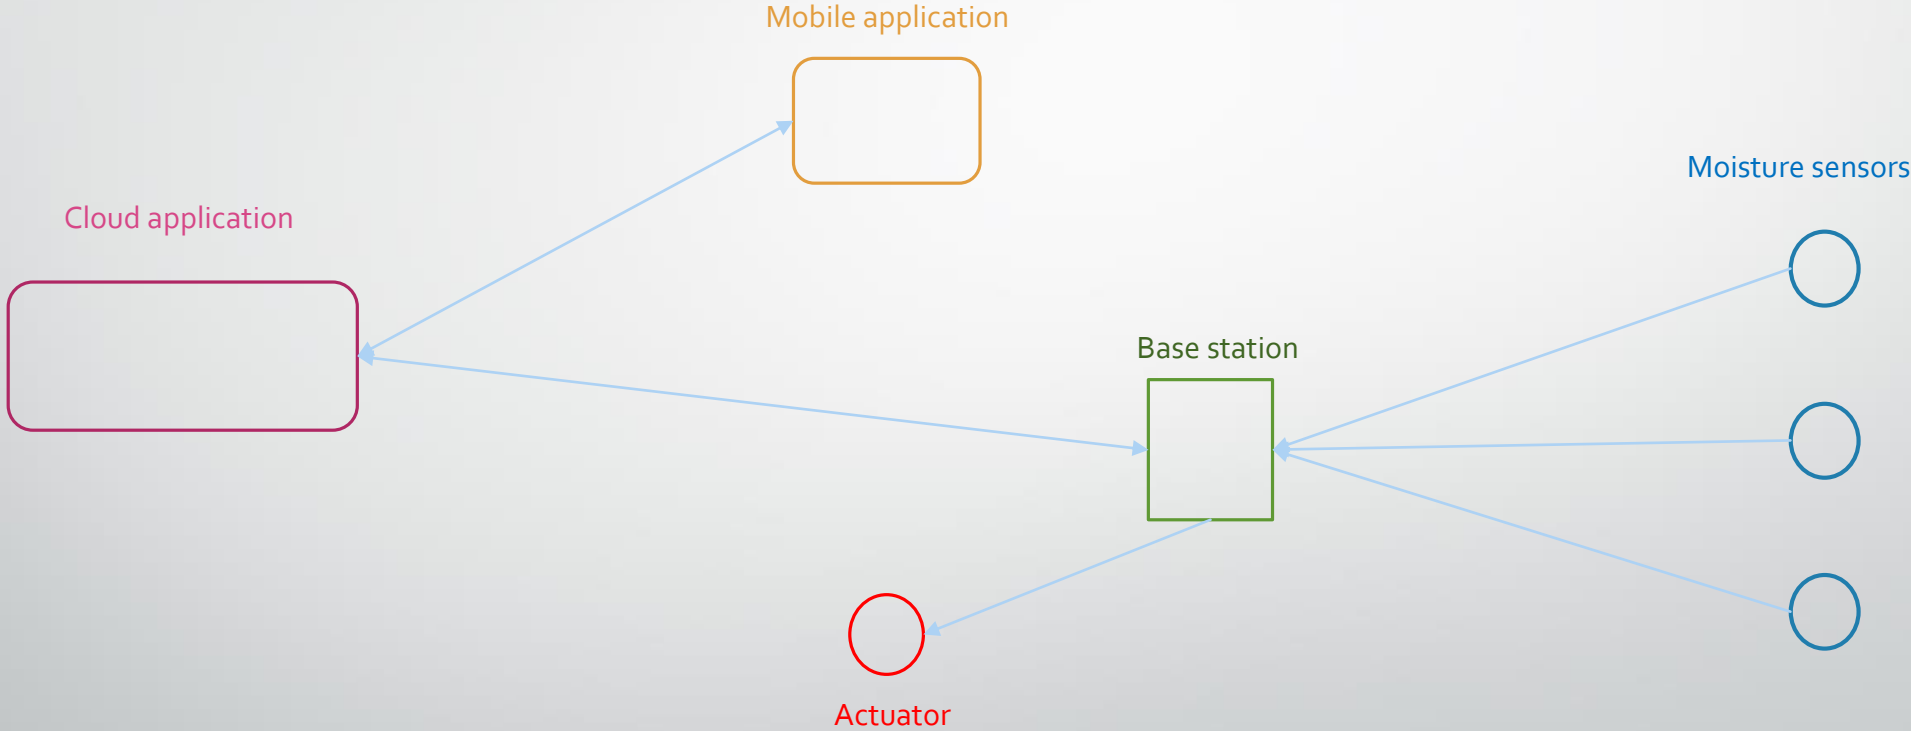 Mobile application
Moisture sensors
Cloud application
Base station
Actuator